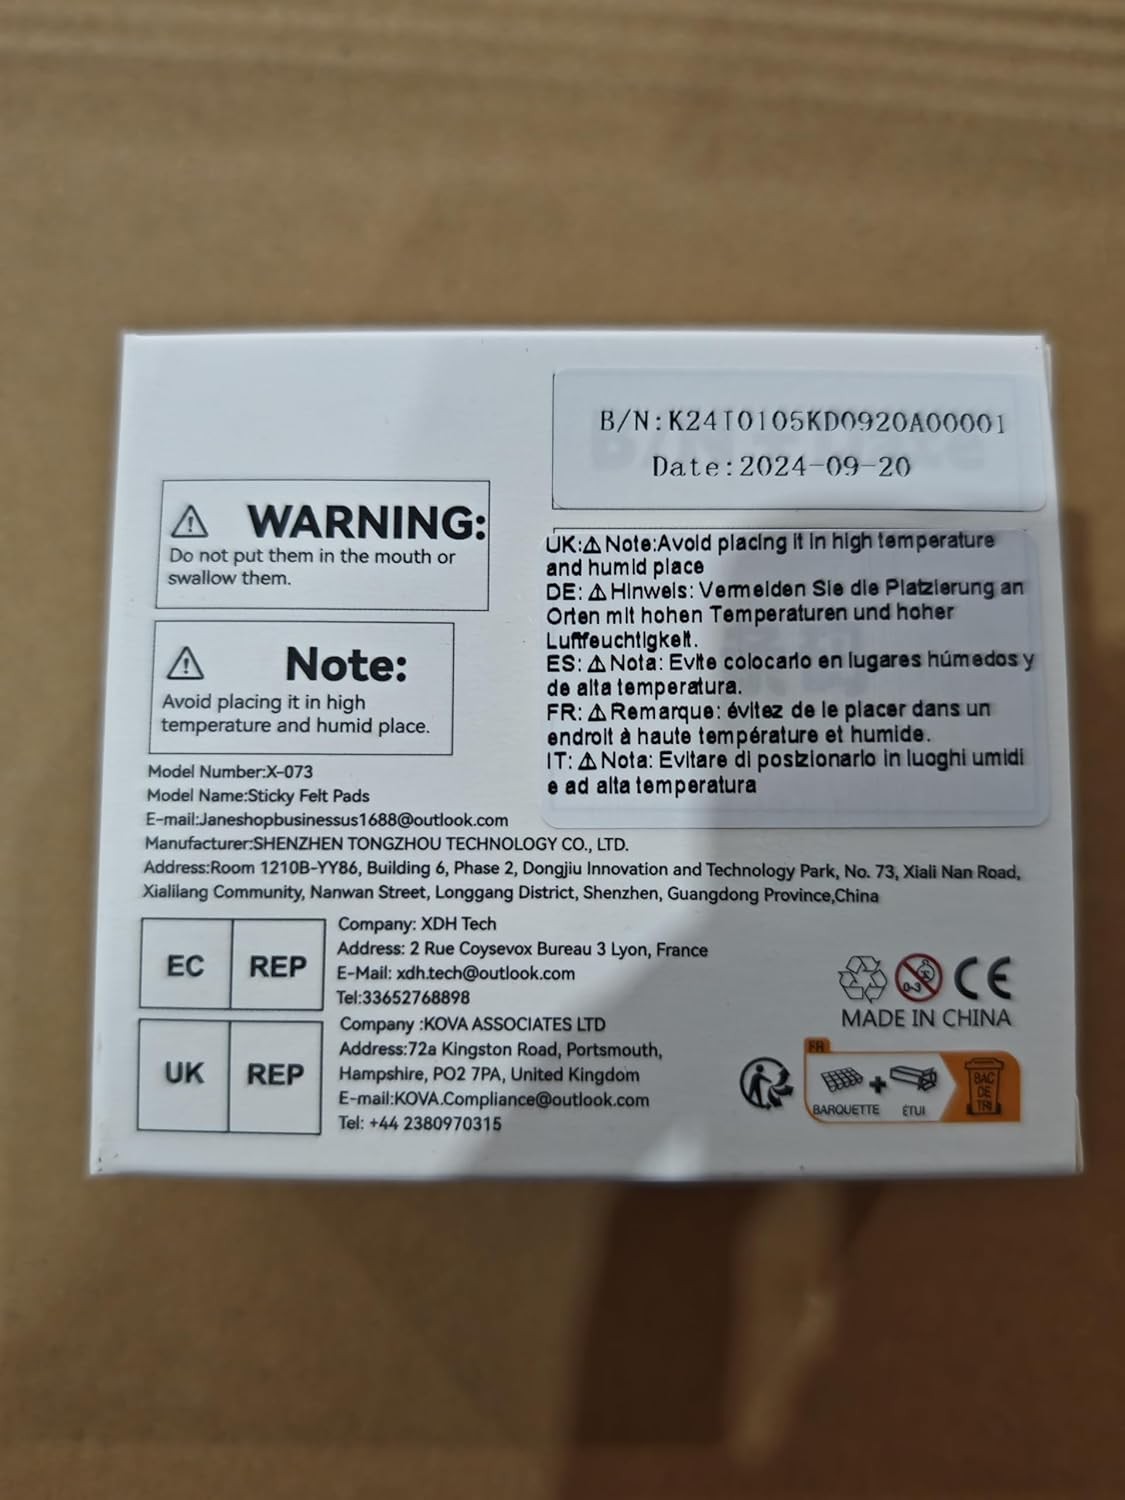 B/N:K24T0105KD0920A00001
Date:2024-09-20
WARNING:
Do not put them in the mouth or
swallow them.
Note:
Avoid placing it in high
temperature and humid place.
UK:⚠Note:Avoid placing it in high temperature
and humid place
DE:⚠Hinweis: Vermeiden Sie die Platzierung an
Orten mit hohen Temperaturen und hoher
Luftfeuchtigkeit.
ES:⚠Nota: Evite colocarlo en lugares húmedos y
de alta temperatura.
FR:⚠Remarque: évitez de le placer dans un
endroit à haute température et humide.
IT:⚠Nota: Evitare di posizionarlo in luoghi umidi
e ad alta temperatura
Model Number:X-073
Model Name:Sticky Felt Pads
E-mail:Janeshopbusinessus1688@outlook.com
Manufacturer:SHENZHEN TONGZHOU TECHNOLOGY CO., LTD.
Address:Room 1210B-YY86, Building 6, Phase 2, Dongjiu Innovation and Technology Park, No. 73, Xiali Nan Road,
Xialilang Community, Nanwan Street, Longgang District, Shenzhen, Guangdong Province,China
EC REP
Company: XDH Tech
Address: 2 Rue Coysevox Bureau 3 Lyon, France
E-Mail: xdh.tech@outlook.com
Tel:33652768898
UK REP
Company :KOVA ASSOCIATES LTD
Address:72a Kingston Road, Portsmouth,
Hampshire, PO2 7PA, United Kingdom
E-mail:KOVA.Compliance@outlook.com
Tel: +44 2380970315
0-3
CE
MADE IN CHINA
FR
BARQUETTE + ÉTUI
BAC
DE
TRI